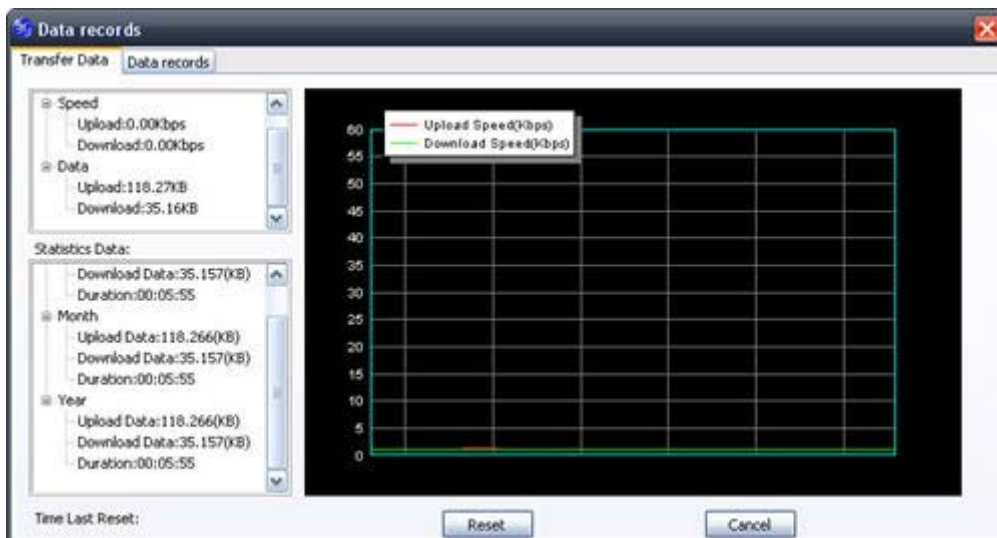 Data records
Transfer Data
Data records
Speed
Upload:0.00Kbps
Download:0.00Kbps
Data
Upload:118.27KB
Download:35.16KB
Statistics Data:
Download Data:35.157(KB)
Duration:00:05:55
Month
Upload Data:118.266(KB)
Download Data:35.157(KB)
Duration:00:05:55
Year
Upload Data:118.266(KB)
Download Data:35.157(KB)
Duration:00:05:55
Time Last Reset:
Upload Speed(Kbps)
Download Speed(Kbps)
60
55
50
45
40
35
30
25
20
15
10
5
0
Reset
Cancel